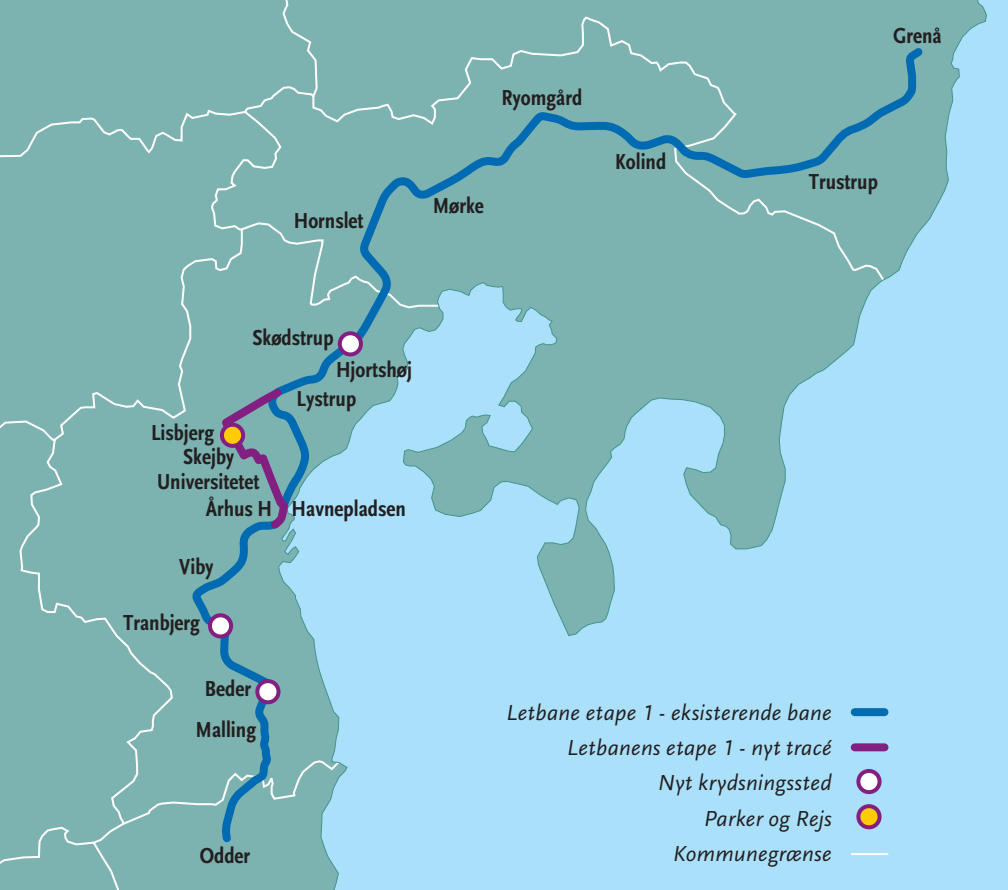 Grenå
Ryomgård
Kolind
Trustrup
Mørke
Hornslet
Skødstrup
Hjortshøj
Lystrup
Lisbjerg
Skejby
Universitetet
Århus H
Havnepladsen
Viby
Tranbjerg
Beder
Malling
Odder
Letbane etape 1 - eksisterende bane
Letbanens etape 1 - nyt tracé
Nyt krydsningssted
Parker og Rejs
Kommunegrænse